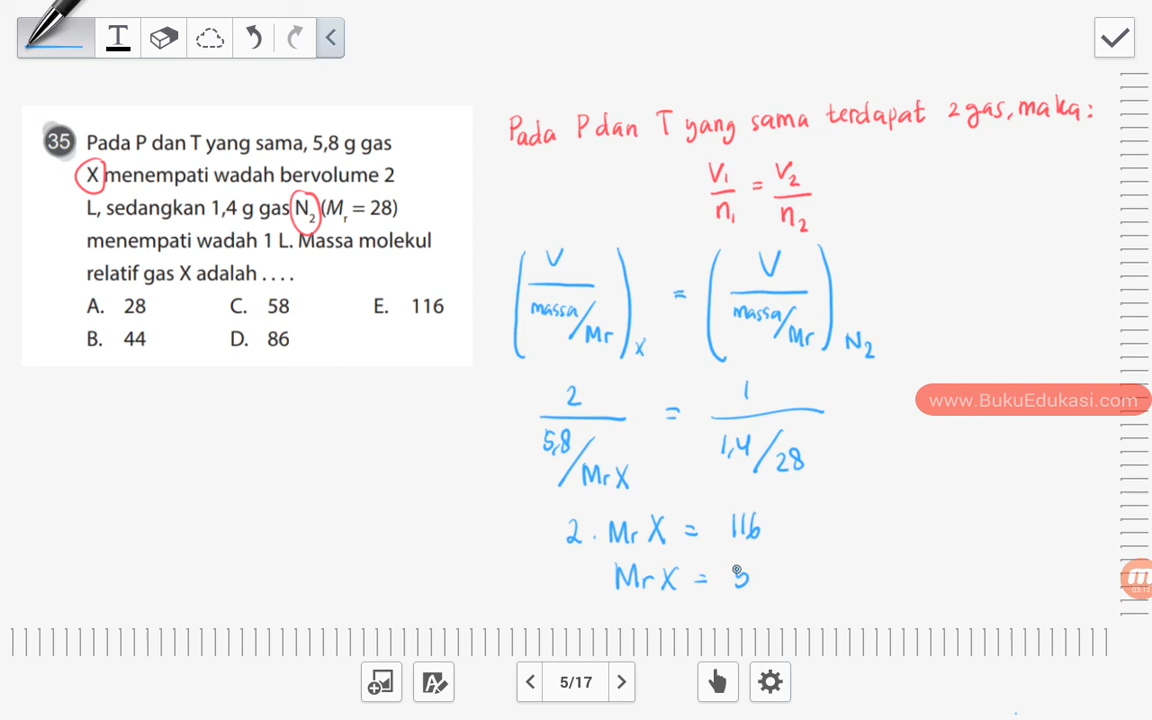 35 Pada P dan T yang sama, 5,8 g gas
X menempati wadah bervolume 2
L, sedangkan 1,4 g gas N2 (Mr = 28)
menempati wadah 1 L. Massa molekul
relatif gas X adalah . . . .
A. 28 C. 58 E. 116
B. 44 D. 86
Pada P dan T yang sama terdapat 2 gas, maka:
V1/n1 = V2/n2
(V / massa/Mr)X = (V / massa/Mr)N2
2 / 5,8/Mr X = 1 / 1,4/28
2 . Mr X = 116
Mr X = 5
www.BukuEdukasi.com
03:13
5/17